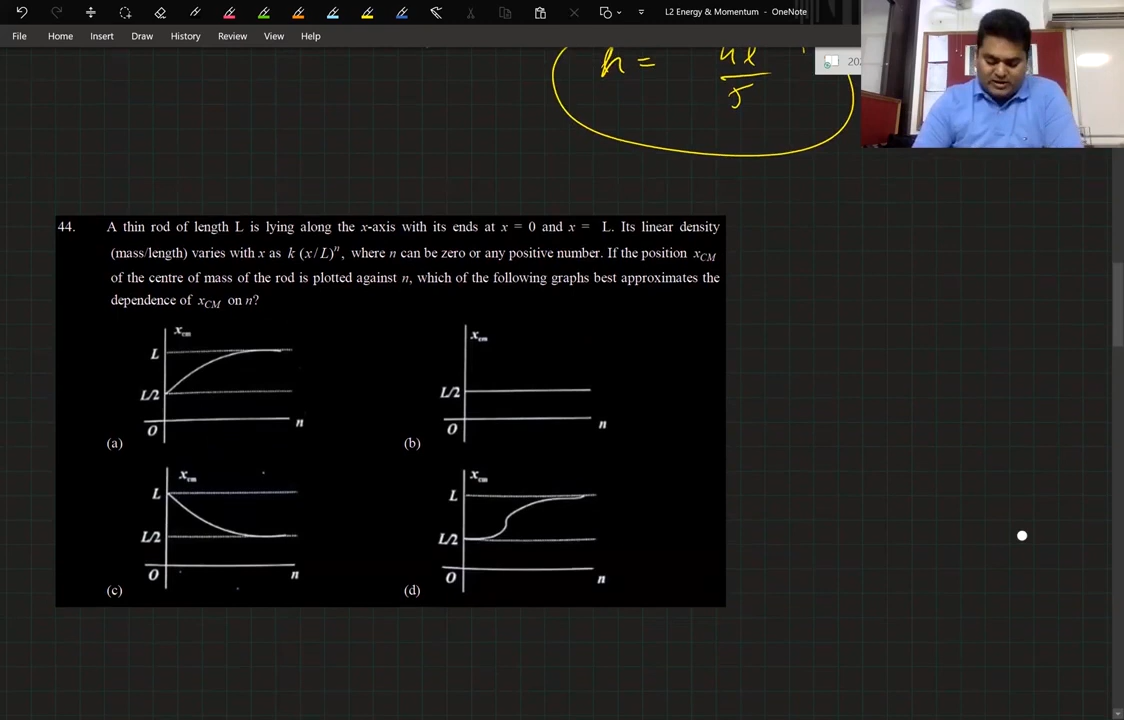 L2 Energy & Momentum - OneNote
File Home Insert Draw History Review View Help
h = 4l/5
202
44. A thin rod of length L is lying along the x-axis with its ends at x = 0 and x = L. Its linear density
(mass/length) varies with x as k (x/L)ⁿ, where n can be zero or any positive number. If the position x_CM
of the centre of mass of the rod is plotted against n, which of the following graphs best approximates the
dependence of x_CM on n?
x_cm
L
L/2
O
n
(a)
x_cm
L/2
O
n
(b)
x_cm
L
L/2
O
n
(c)
x_cm
L
L/2
O
n
(d)